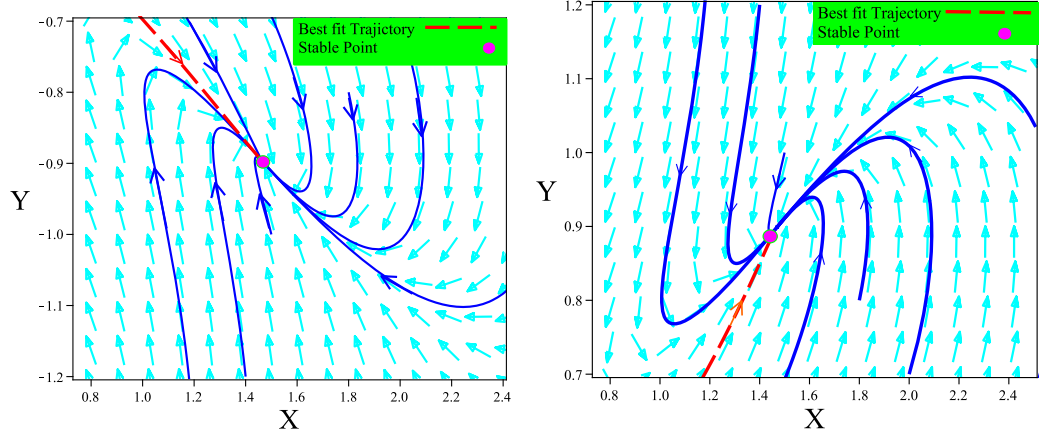 −0.7
−0.8
−0.9
−1.0
−1.1
−1.2
Y
0.8 1.0 1.2 1.4 1.6 1.8 2.0 2.2 2.4
X
Best fit Trajectory
Stable Point
1.2
1.1
1.0
0.9
0.8
0.7
Y
0.8 1.0 1.2 1.4 1.6 1.8 2.0 2.2 2.4
X
Best fit Trajectory
Stable Point